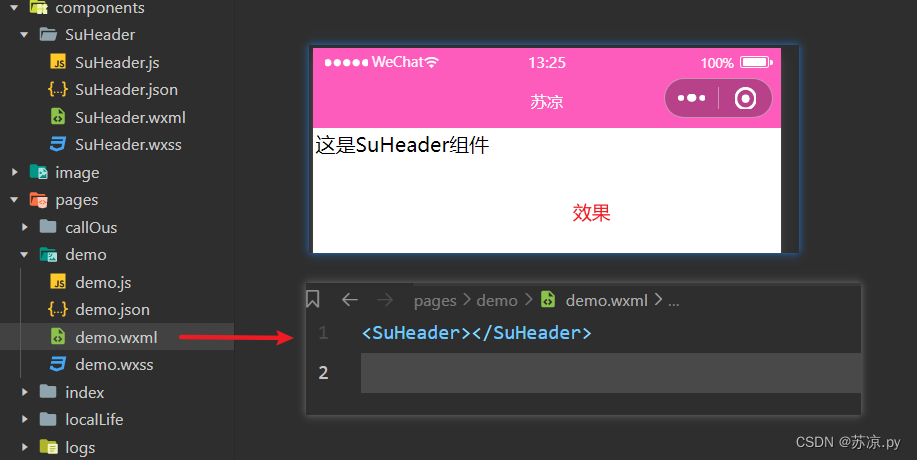 components
SuHeader
SuHeader.js
SuHeader.json
SuHeader.wxml
SuHeader.wxss
image
pages
callOus
demo
demo.js
demo.json
demo.wxml
demo.wxss
index
localLife
logs
WeChat 13:25 100%
苏凉
这是SuHeader组件
效果
pages > demo > demo.wxml > ...
1 <SuHeader></SuHeader>
2
CSDN @苏凉.py